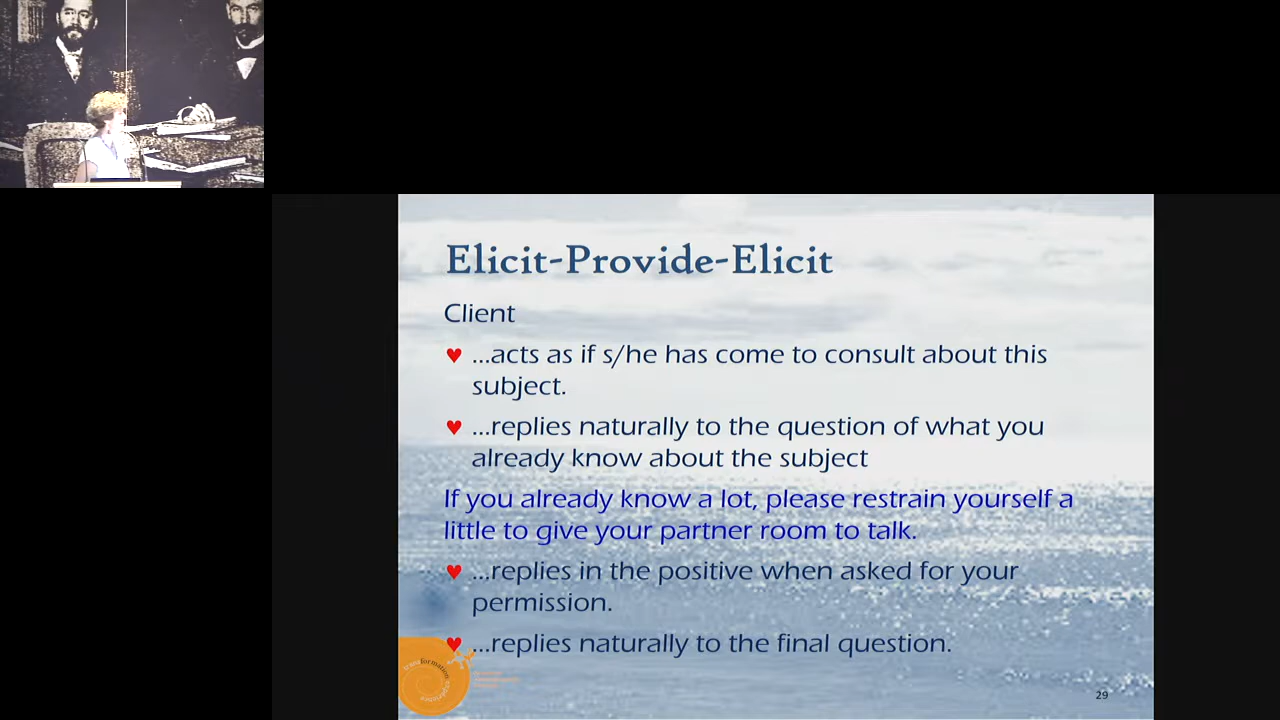 Elicit-Provide-Elicit
Client
♥ ...acts as if s/he has come to consult about this
subject.
♥ ...replies naturally to the question of what you
already know about the subject
If you already know a lot, please restrain yourself a
little to give your partner room to talk.
♥ ...replies in the positive when asked for your
permission.
♥ ...replies naturally to the final question.
29